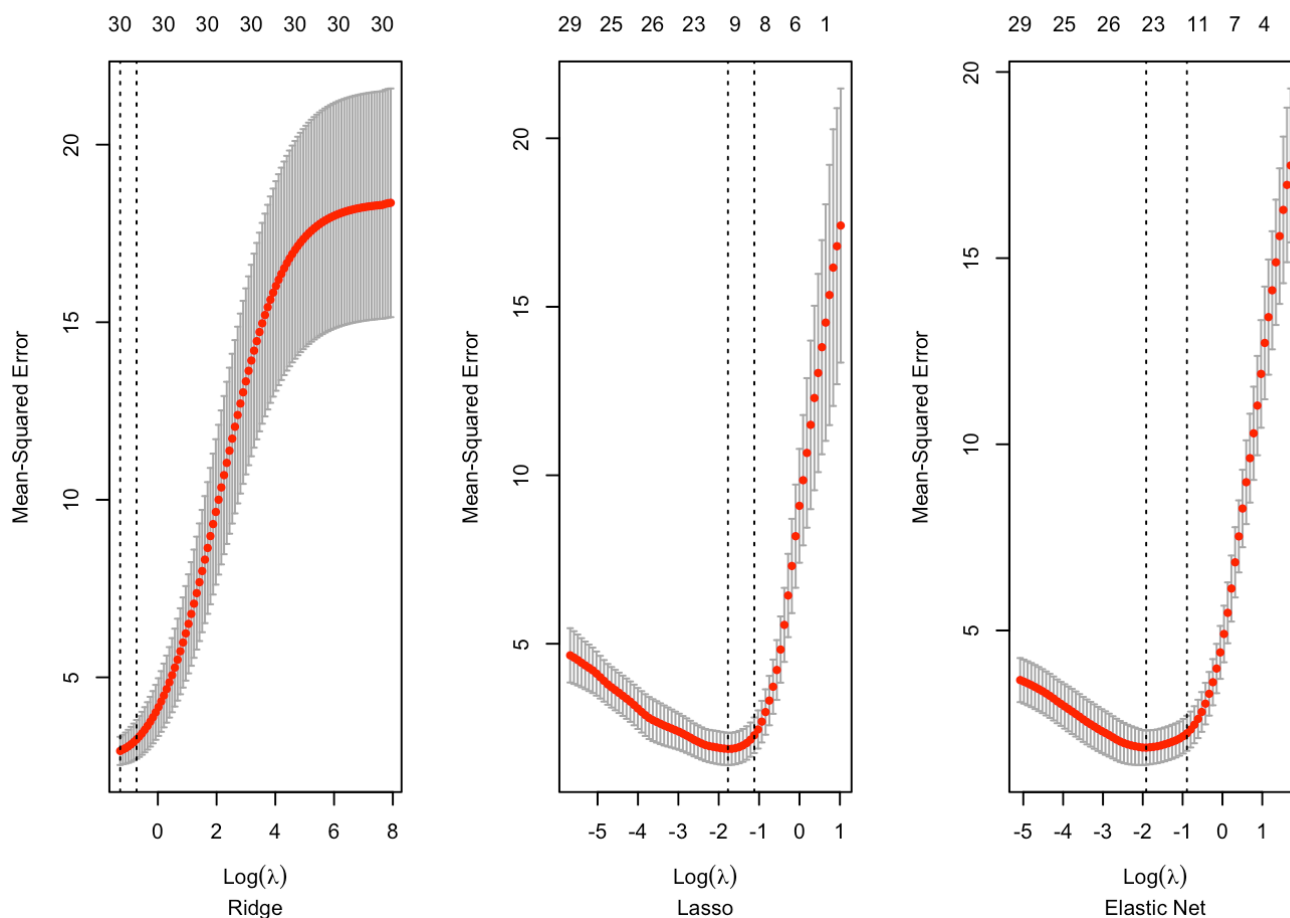 30 30 30 30 30 30 30
Mean-Squared Error
20
15
10
5
0 2 4 6 8
Log(λ)
Ridge
29 25 26 23 9 8 6 1
Mean-Squared Error
20
15
10
5
-5 -4 -3 -2 -1 0 1
Log(λ)
Lasso
29 25 26 23 11 7 4
Mean-Squared Error
20
15
10
5
-5 -4 -3 -2 -1 0 1
Log(λ)
Elastic Net